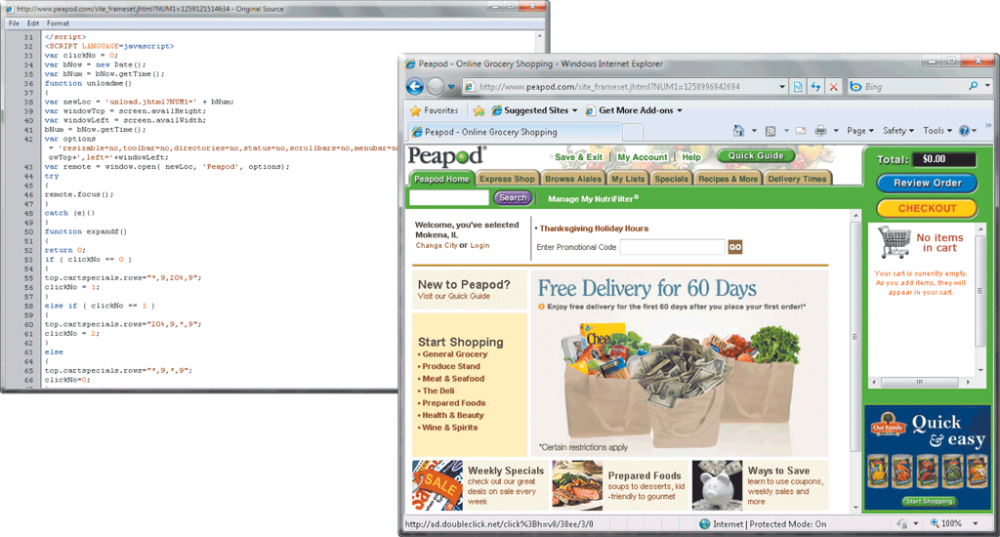 http://www.peapod.com/site_frameset.jhtml?NUM1=1259121514634 - Original Source
File Edit Format
31 </script>
32 <SCRIPT LANGUAGE=javascript>
33 var clickNo = 0;
34 var bNow = new Date();
35 var bNum = bNow.getTime();
36 function unloadme()
37 {
38 var newLoc = 'unload.jhtml?NUM1=' + bNum;
39 var windowTop = screen.availHeight;
40 var windowLeft = screen.availWidth;
41 bNum = bNow.getTime();
42 var options
= 'resizable=no,toolbar=no,directories=no,status=no,scrollbars=no,menubar=no
owTop+',left='+windowLeft;
43 var remote = window.open( newLoc, 'Peapod', options);
44 try
45 {
46 remote.focus();
47 }
48 catch (e){}
49 }
50 function expandf()
51 {
52 return 0;
53 if ( clickNo == 0 )
54 {
55 top.cartspecials.rows="*,9,20%,9";
56 clickNo = 1;
57 }
58 else if ( clickNo == 1 )
59 {
60 top.cartspecials.rows="20%,9,*,9";
61 clickNo = 2;
62 }
63 else
64 {
65 top.cartspecials.rows="*,9,*,9";
66 clickNo=0;
Peapod - Online Grocery Shopping - Windows Internet Explorer
http://www.peapod.com/site_frameset.jhtml?NUM1=1258996942694
Bing
Favorites Suggested Sites Get More Add-ons
Peapod - Online Grocery Shopping
Page Safety Tools
Peapod®
Save & Exit | My Account | Help Quick Guide
Peapod Home Express Shop Browse Aisles My Lists Specials Recipes & More Delivery Times
Search Manage My NutriFilter®
Total: $0.00
Review Order
CHECKOUT
No items
in cart
Your cart is currently empty.
As you add items, they will
appear in your cart.
Welcome, you've selected
Mokena, IL
Change City or Login
• Thanksgiving Holiday Hours
Enter Promotional Code GO
New to Peapod?
Visit our Quick Guide
Start Shopping
• General Grocery
• Produce Stand
• Meat & Seafood
• The Deli
• Prepared Foods
• Health & Beauty
• Wine & Spirits
Free Delivery for 60 Days
Enjoy free delivery for the first 60 days after you place your first order!*
Chee
*Certain restrictions apply
SALE
Weekly Specials
check out our great
deals on sale every
week
Prepared Foods
soups to desserts, kid
-friendly to gourmet
Ways to Save
learn to use coupons,
weekly sales and
more
Our Family
Quick
& easy
Start Shopping
http://ad.doubleclick.net/click%3Bh=v8/38ee/3/0
Internet | Protected Mode: On
100%